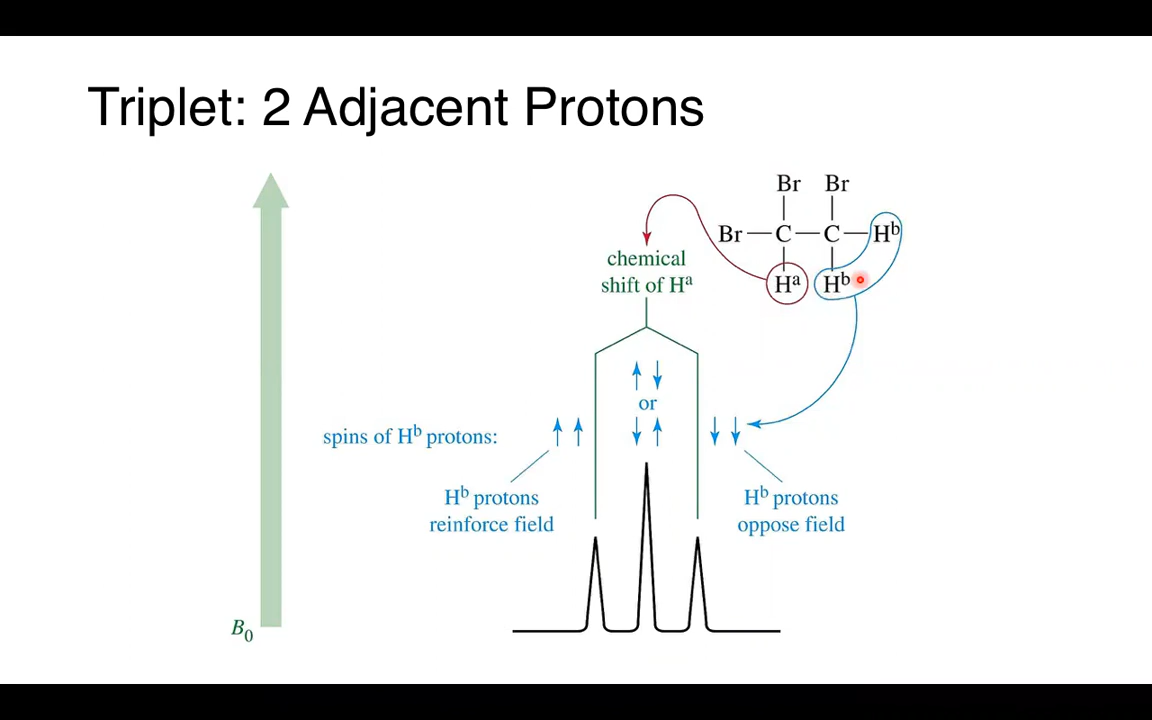 Triplet: 2 Adjacent Protons
Br Br
Br—C—C—Hᵇ
Hᵃ Hᵇ
chemical
shift of Hᵃ
or
spins of Hᵇ protons:
Hᵇ protons
reinforce field
Hᵇ protons
oppose field
B₀